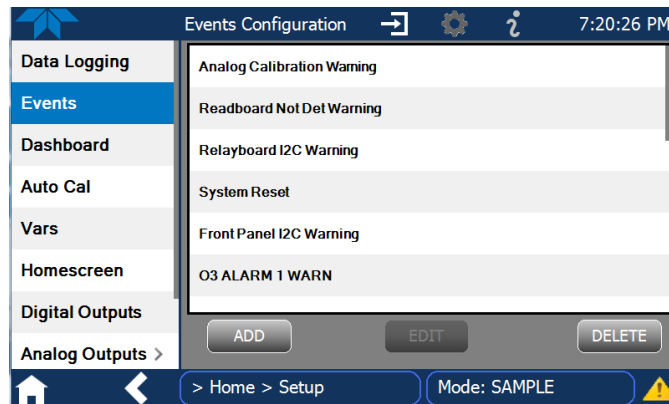 Events Configuration 7:20:26 PM
Data Logging
Events
Dashboard
Auto Cal
Vars
Homescreen
Digital Outputs
Analog Outputs >
Analog Calibration Warning
Readboard Not Det Warning
Relayboard I2C Warning
System Reset
Front Panel I2C Warning
O3 ALARM 1 WARN
ADD EDIT DELETE
> Home > Setup Mode: SAMPLE